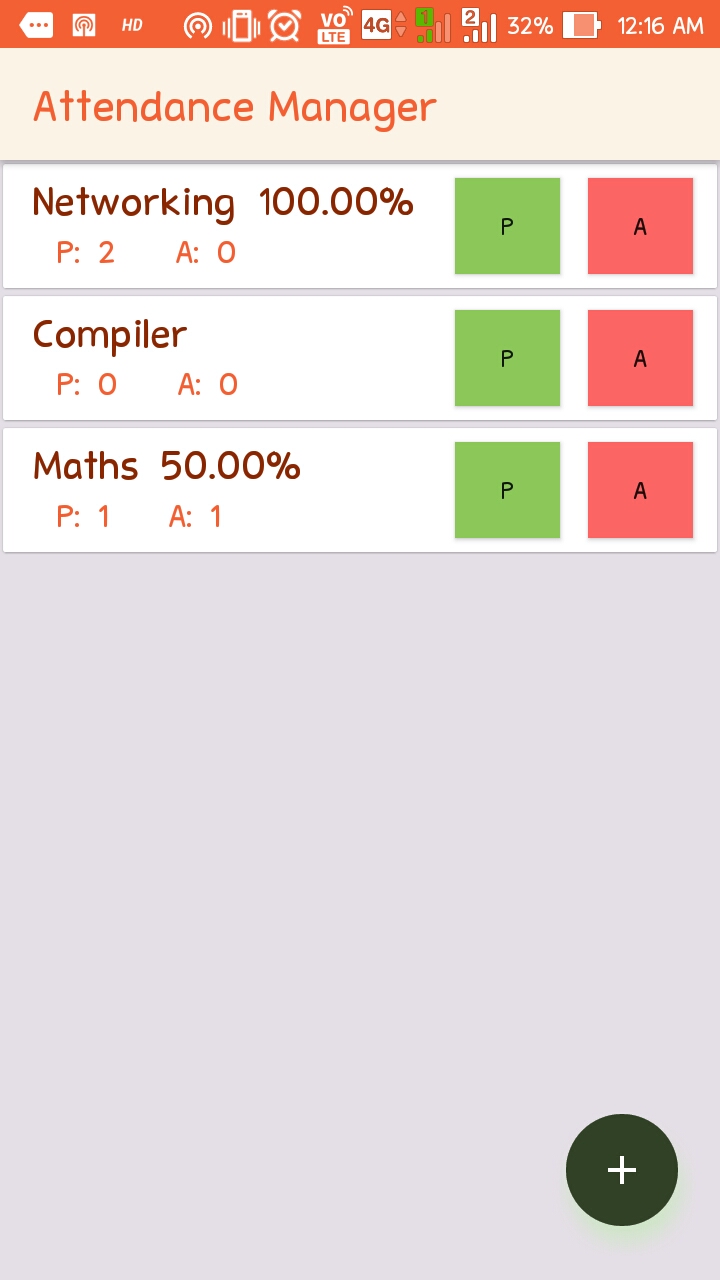 HD VO LTE 4G 1 2 32% 12:16 AM
Attendance Manager
Networking 100.00%
P: 2 A: 0
P A
Compiler
P: 0 A: 0
P A
Maths 50.00%
P: 1 A: 1
P A
+